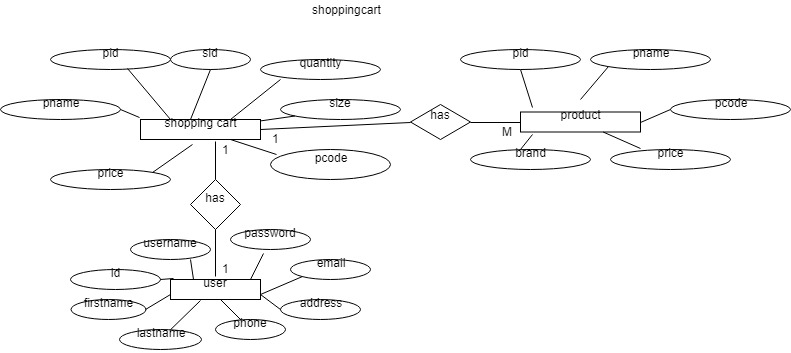 shoppingcart
pid
sid
quantity
pid
pname
pname
shopping cart
size
has
product
pcode
1
M
price
1
pcode
brand
price
has
username
password
id
1
user
email
firstname
address
lastname
phone